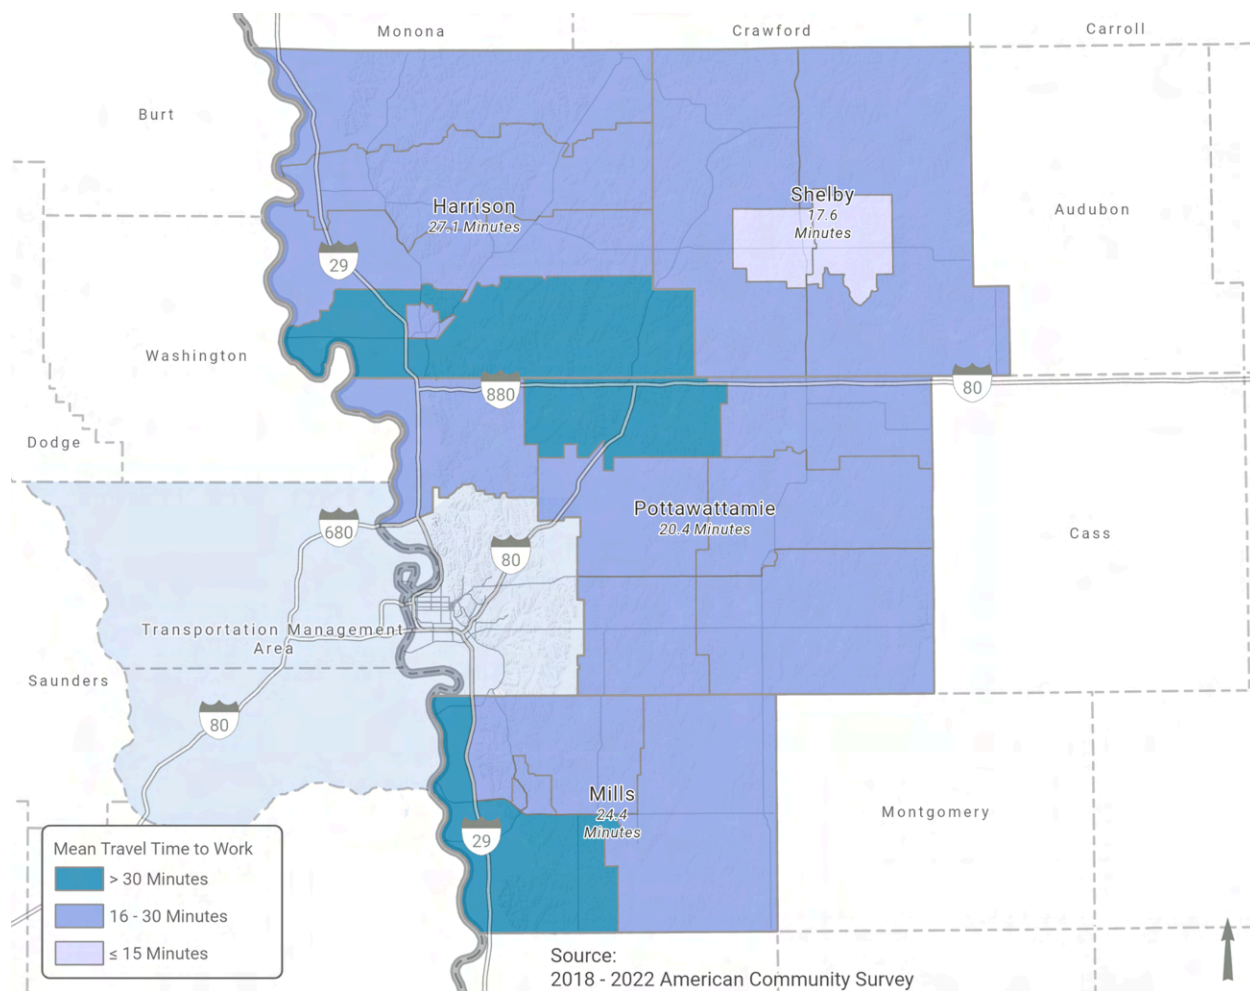 Monona
Crawford
Carroll
Burt
Harrison
27.1 Minutes
Shelby
17.6
Minutes
Audubon
29
Washington
880
80
Dodge
Pottawattamie
20.4 Minutes
680
80
Cass
Transportation Management
Area
Saunders
80
Mills
24.4
Minutes
Montgomery
29
Mean Travel Time to Work
> 30 Minutes
16 - 30 Minutes
≤ 15 Minutes
Source:
2018 - 2022 American Community Survey